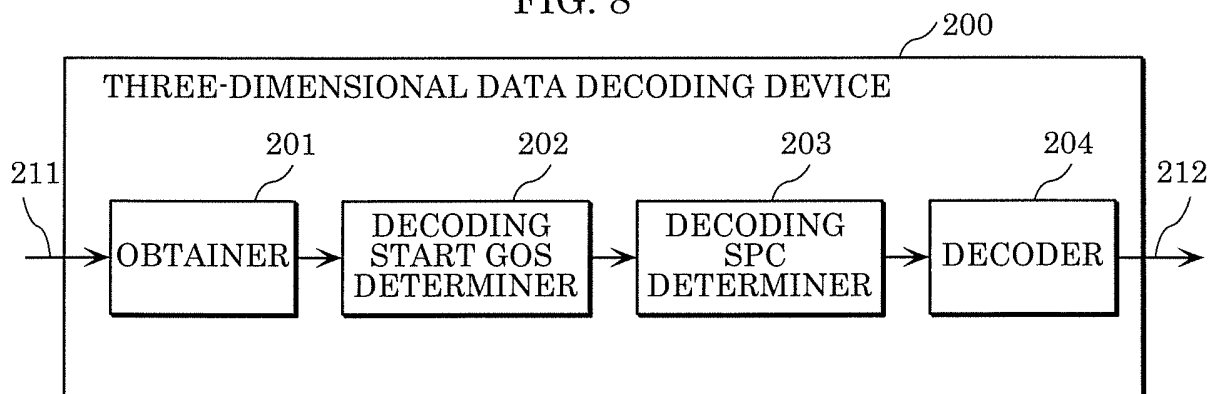 FIG. 8
200
THREE-DIMENSIONAL DATA DECODING DEVICE
201
202
203
204
211
212
OBTAINER
DECODING
START GOS
DETERMINER
DECODING
SPC
DETERMINER
DECODER